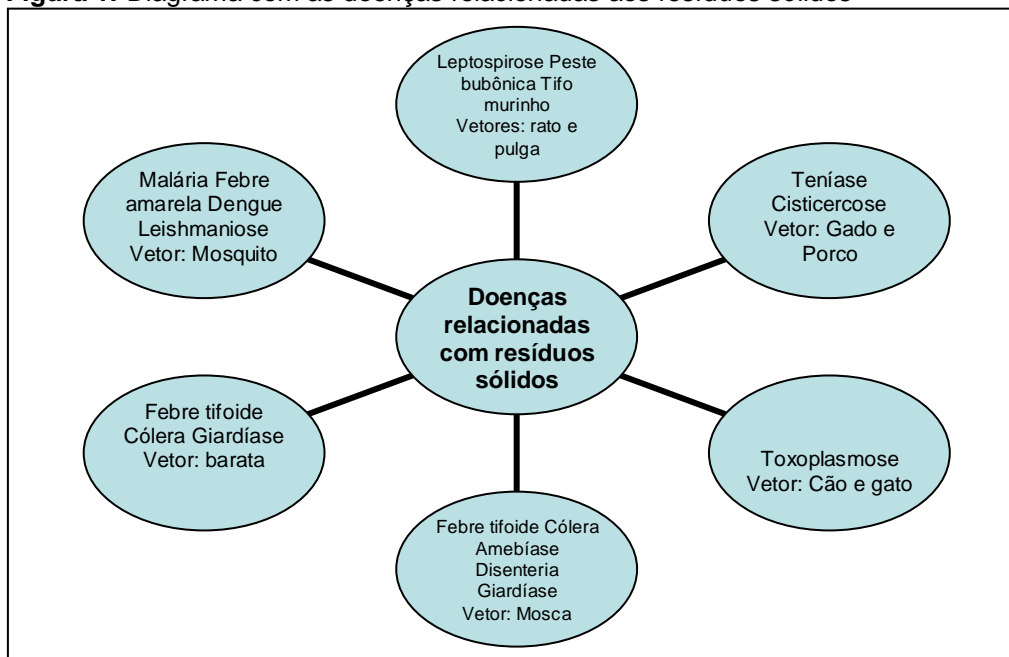 Figura 1: Diagrama com as doenças relacionadas aos resíduos sólidos
Leptospirose Peste
bubônica Tifo
murinho
Vetores: rato e
pulga
Malária Febre
amarela Dengue
Leishmaniose
Vetor: Mosquito
Teníase
Cisticercose
Vetor: Gado e
Porco
Doenças
relacionadas
com resíduos
sólidos
Febre tifoide
Cólera Giardíase
Vetor: barata
Toxoplasmose
Vetor: Cão e gato
Febre tifoide Cólera
Amebíase
Disenteria
Giardíase
Vetor: Mosca